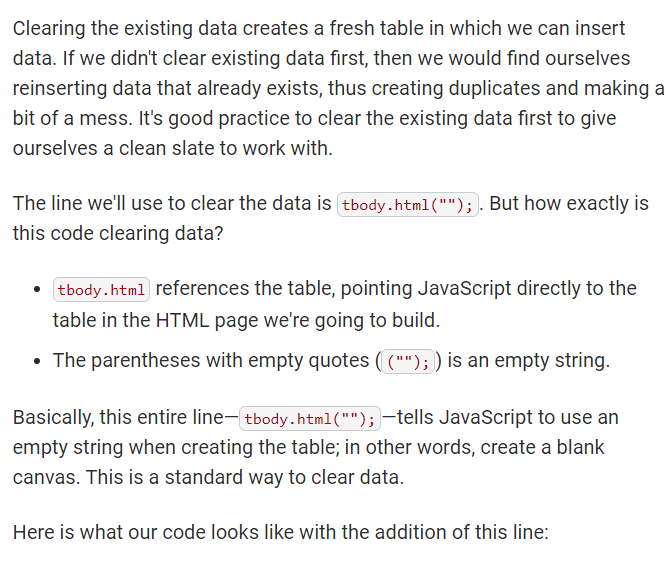 Clearing the existing data creates a fresh table in which we can insert
data. If we didn't clear existing data first, then we would find ourselves
reinserting data that already exists, thus creating duplicates and making a
bit of a mess. It's good practice to clear the existing data first to give
ourselves a clean slate to work with.
The line we'll use to clear the data is tbody.html(""); . But how exactly is
this code clearing data?
• tbody.html references the table, pointing JavaScript directly to the
table in the HTML page we're going to build.
• The parentheses with empty quotes ( (""); ) is an empty string.
Basically, this entire line—tbody.html("");—tells JavaScript to use an
empty string when creating the table; in other words, create a blank
canvas. This is a standard way to clear data.
Here is what our code looks like with the addition of this line: